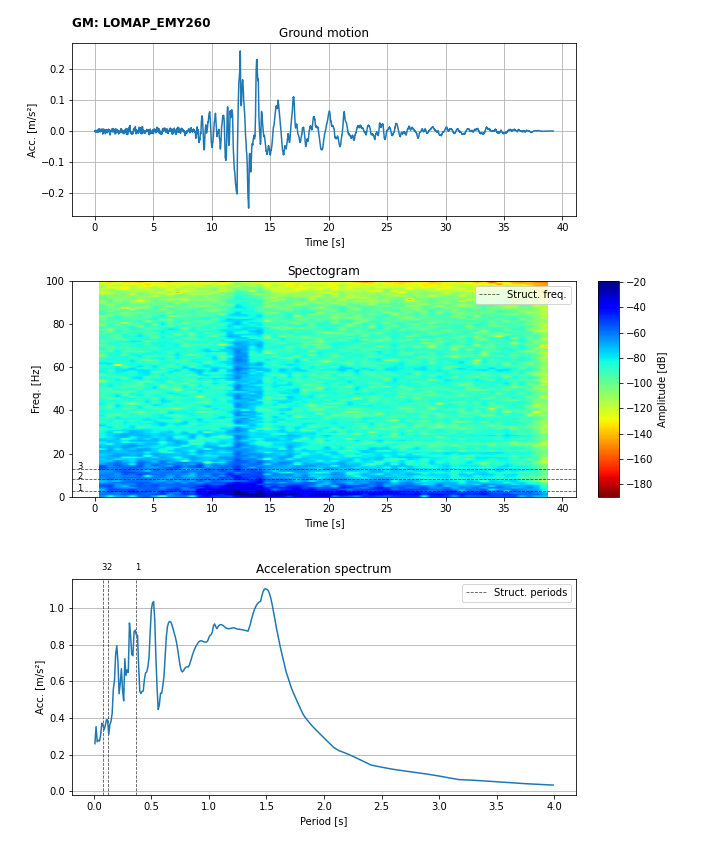 GM: LOMAP_EMY260
Ground motion
Acc. [m/s²]
0.2
0.1
0.0
−0.1
−0.2
0 5 10 15 20 25 30 35 40
Time [s]
Spectogram
Freq. [Hz]
100
80
60
40
20
0
3
2
1
Struct. freq.
0 5 10 15 20 25 30 35 40
Time [s]
−20
−40
−60
−80
−100
−120
−140
−160
−180
Amplitude [dB]
32 1
Acceleration spectrum
Acc. [m/s²]
1.0
0.8
0.6
0.4
0.2
0.0
Struct. periods
0.0 0.5 1.0 1.5 2.0 2.5 3.0 3.5 4.0
Period [s]